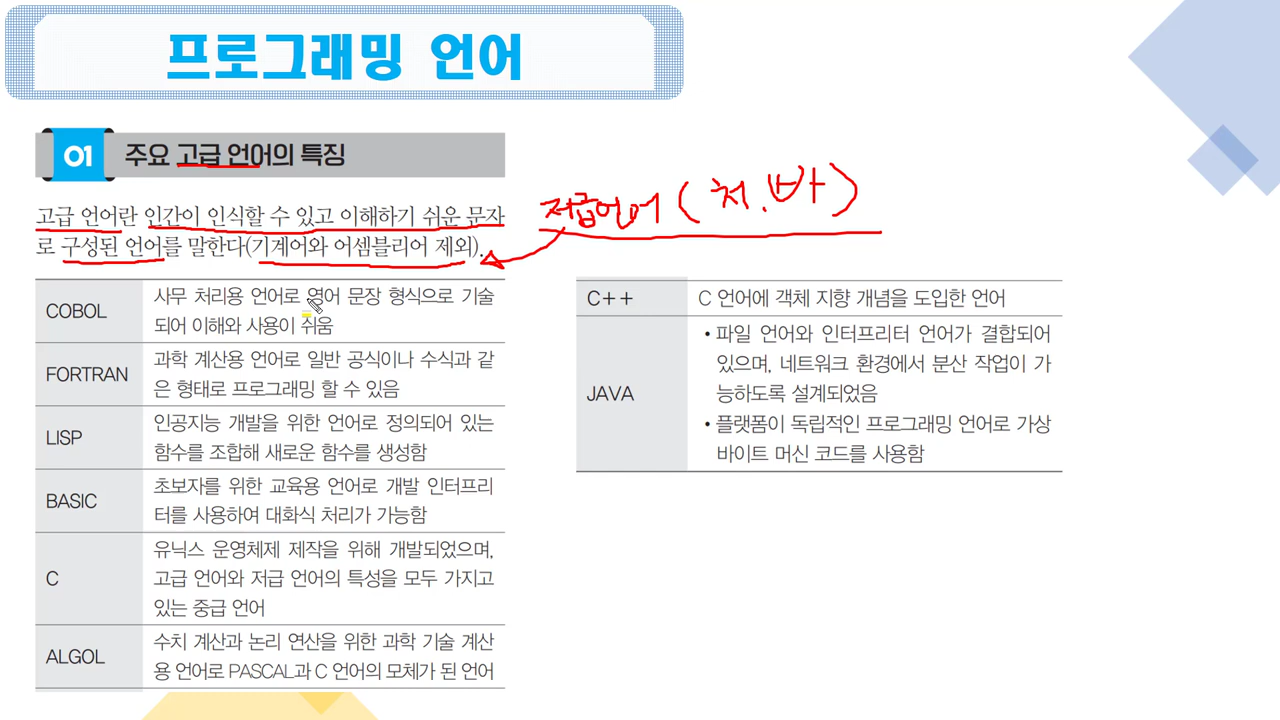 프로그래밍 언어
01 주요 고급 언어의 특징
고급 언어란 인간이 인식할 수 있고 이해하기 쉬운 문자
로 구성된 언어를 말한다(기계어와 어셈블리어 제외).
저급언어 (처.바)
COBOL
사무 처리용 언어로 영어 문장 형식으로 기술
되어 이해와 사용이 쉬움
FORTRAN
과학 계산용 언어로 일반 공식이나 수식과 같
은 형태로 프로그래밍 할 수 있음
LISP
인공지능 개발을 위한 언어로 정의되어 있는
함수를 조합해 새로운 함수를 생성함
BASIC
초보자를 위한 교육용 언어로 개발 인터프리
터를 사용하여 대화식 처리가 가능함
C
유닉스 운영체제 제작을 위해 개발되었으며,
고급 언어와 저급 언어의 특성을 모두 가지고
있는 중급 언어
ALGOL
수치 계산과 논리 연산을 위한 과학 기술 계산
용 언어로 PASCAL과 C 언어의 모체가 된 언어
C++
C 언어에 객체 지향 개념을 도입한 언어
JAVA
• 파일 언어와 인터프리터 언어가 결합되어
있으며, 네트워크 환경에서 분산 작업이 가
능하도록 설계되었음
• 플랫폼이 독립적인 프로그래밍 언어로 가상
바이트 머신 코드를 사용함